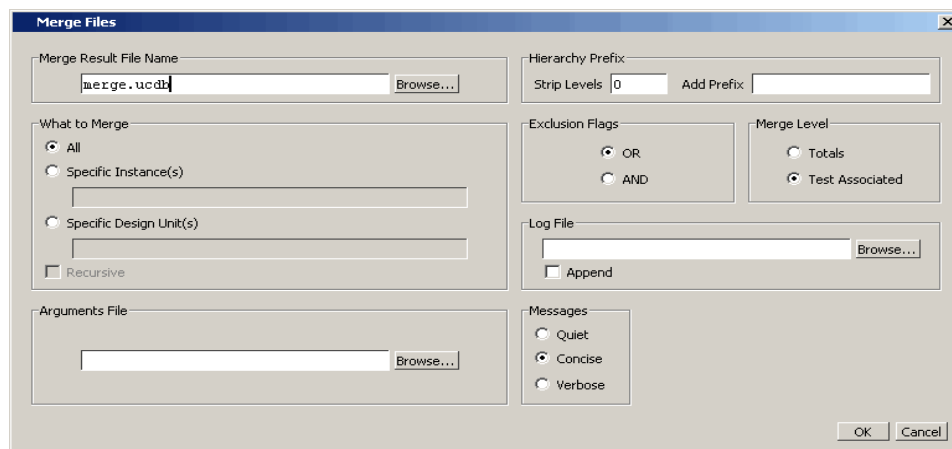 Merge Files
Merge Result File Name
merge.ucdb
Browse...
Hierarchy Prefix
Strip Levels 0 Add Prefix
What to Merge
All
Specific Instance(s)
Specific Design Unit(s)
Recursive
Exclusion Flags
OR
AND
Merge Level
Totals
Test Associated
Log File
Browse...
Append
Arguments File
Browse...
Messages
Quiet
Concise
Verbose
OK Cancel